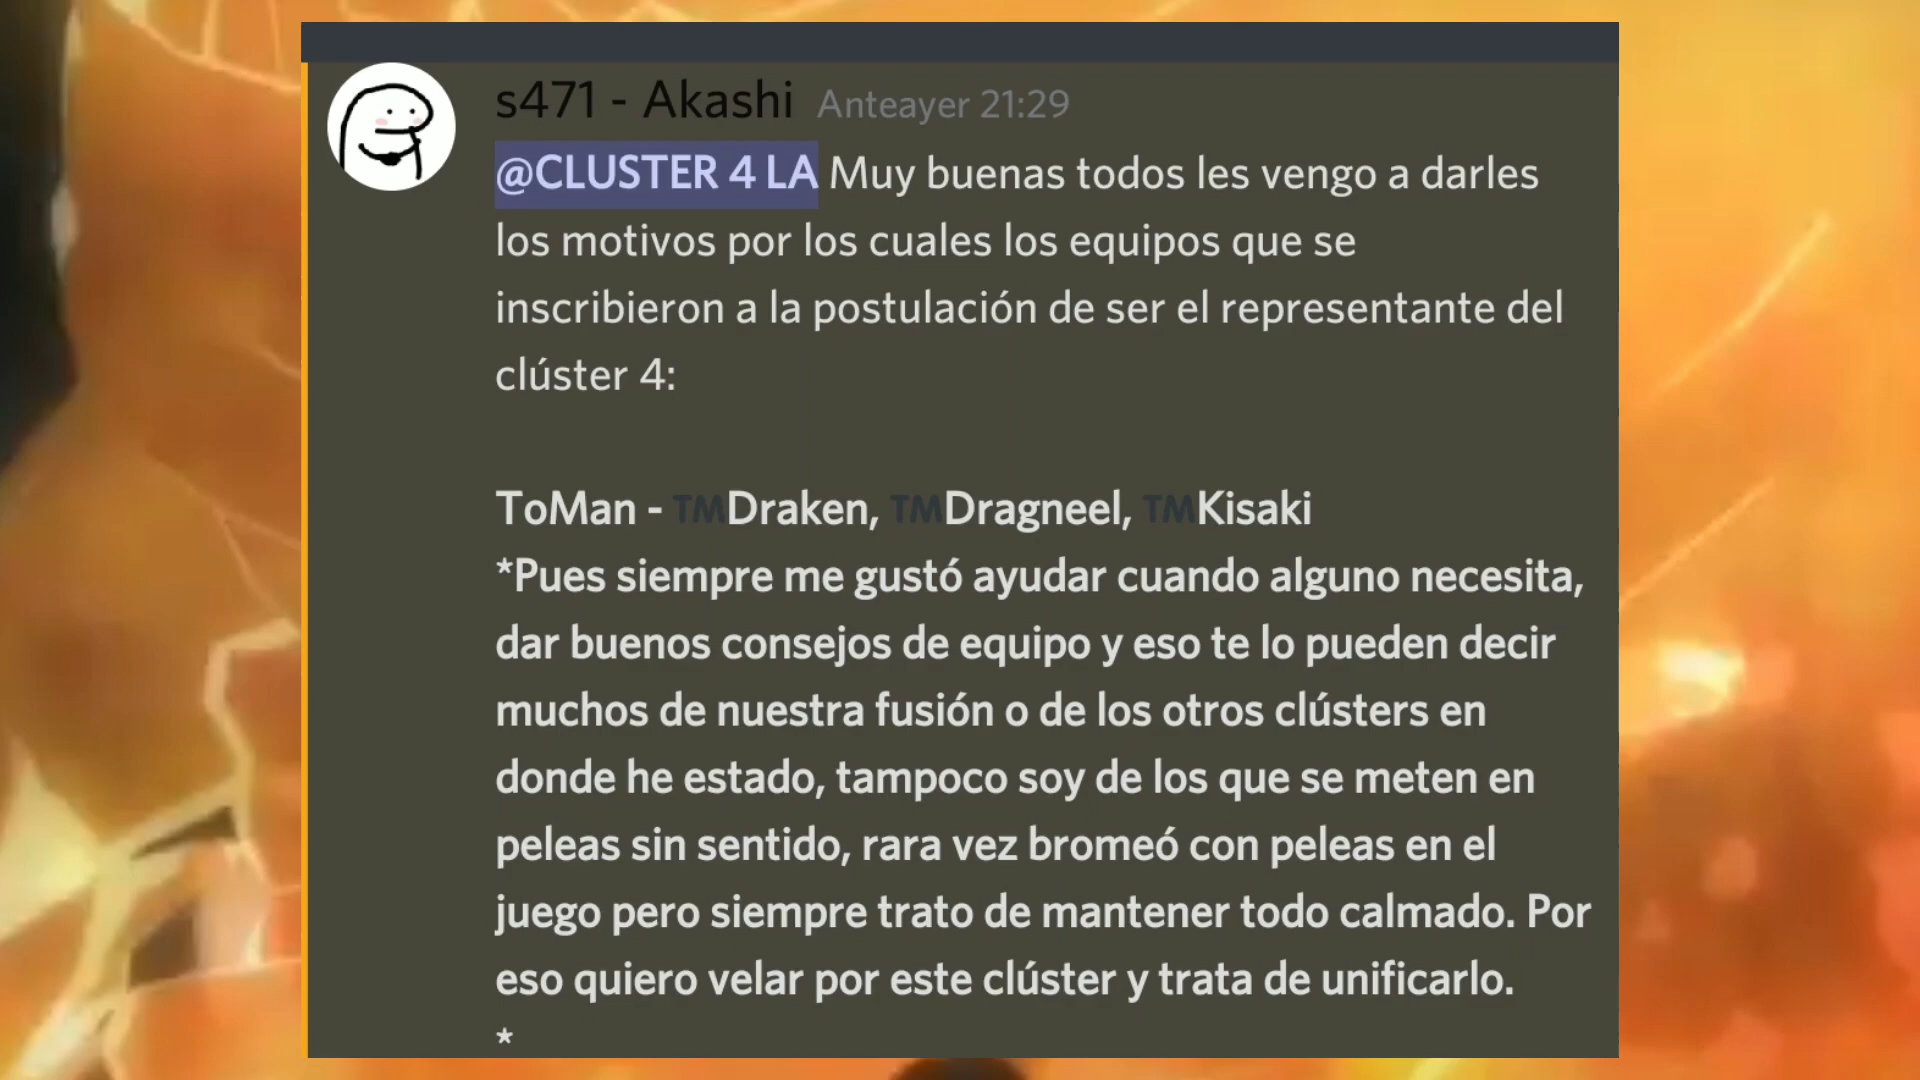 s471 - Akashi Anteayer 21:29
@CLUSTER 4 LA Muy buenas todos les vengo a darles
los motivos por los cuales los equipos que se
inscribieron a la postulación de ser el representante del
clúster 4:
ToMan - ™Draken, ™Dragneel, ™Kisaki
*Pues siempre me gustó ayudar cuando alguno necesita,
dar buenos consejos de equipo y eso te lo pueden decir
muchos de nuestra fusión o de los otros clústers en
donde he estado, tampoco soy de los que se meten en
peleas sin sentido, rara vez bromeó con peleas en el
juego pero siempre trato de mantener todo calmado. Por
eso quiero velar por este clúster y trata de unificarlo.
*